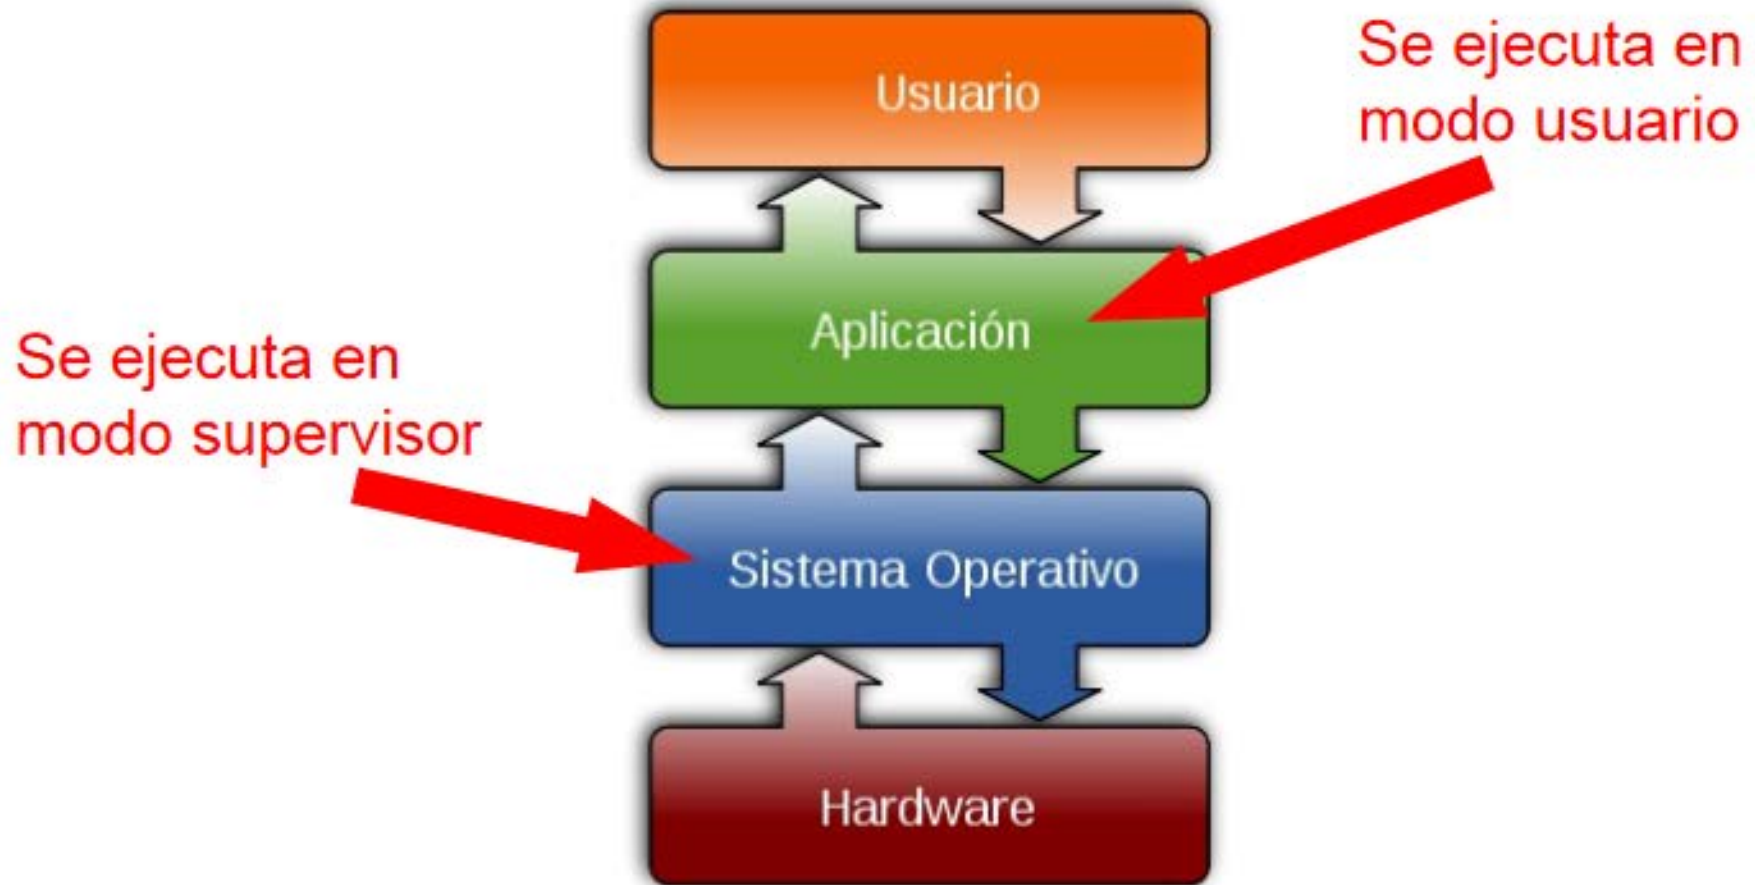 Usuario
Se ejecuta en
modo usuario
Aplicación
Se ejecuta en
modo supervisor
Sistema Operativo
Hardware